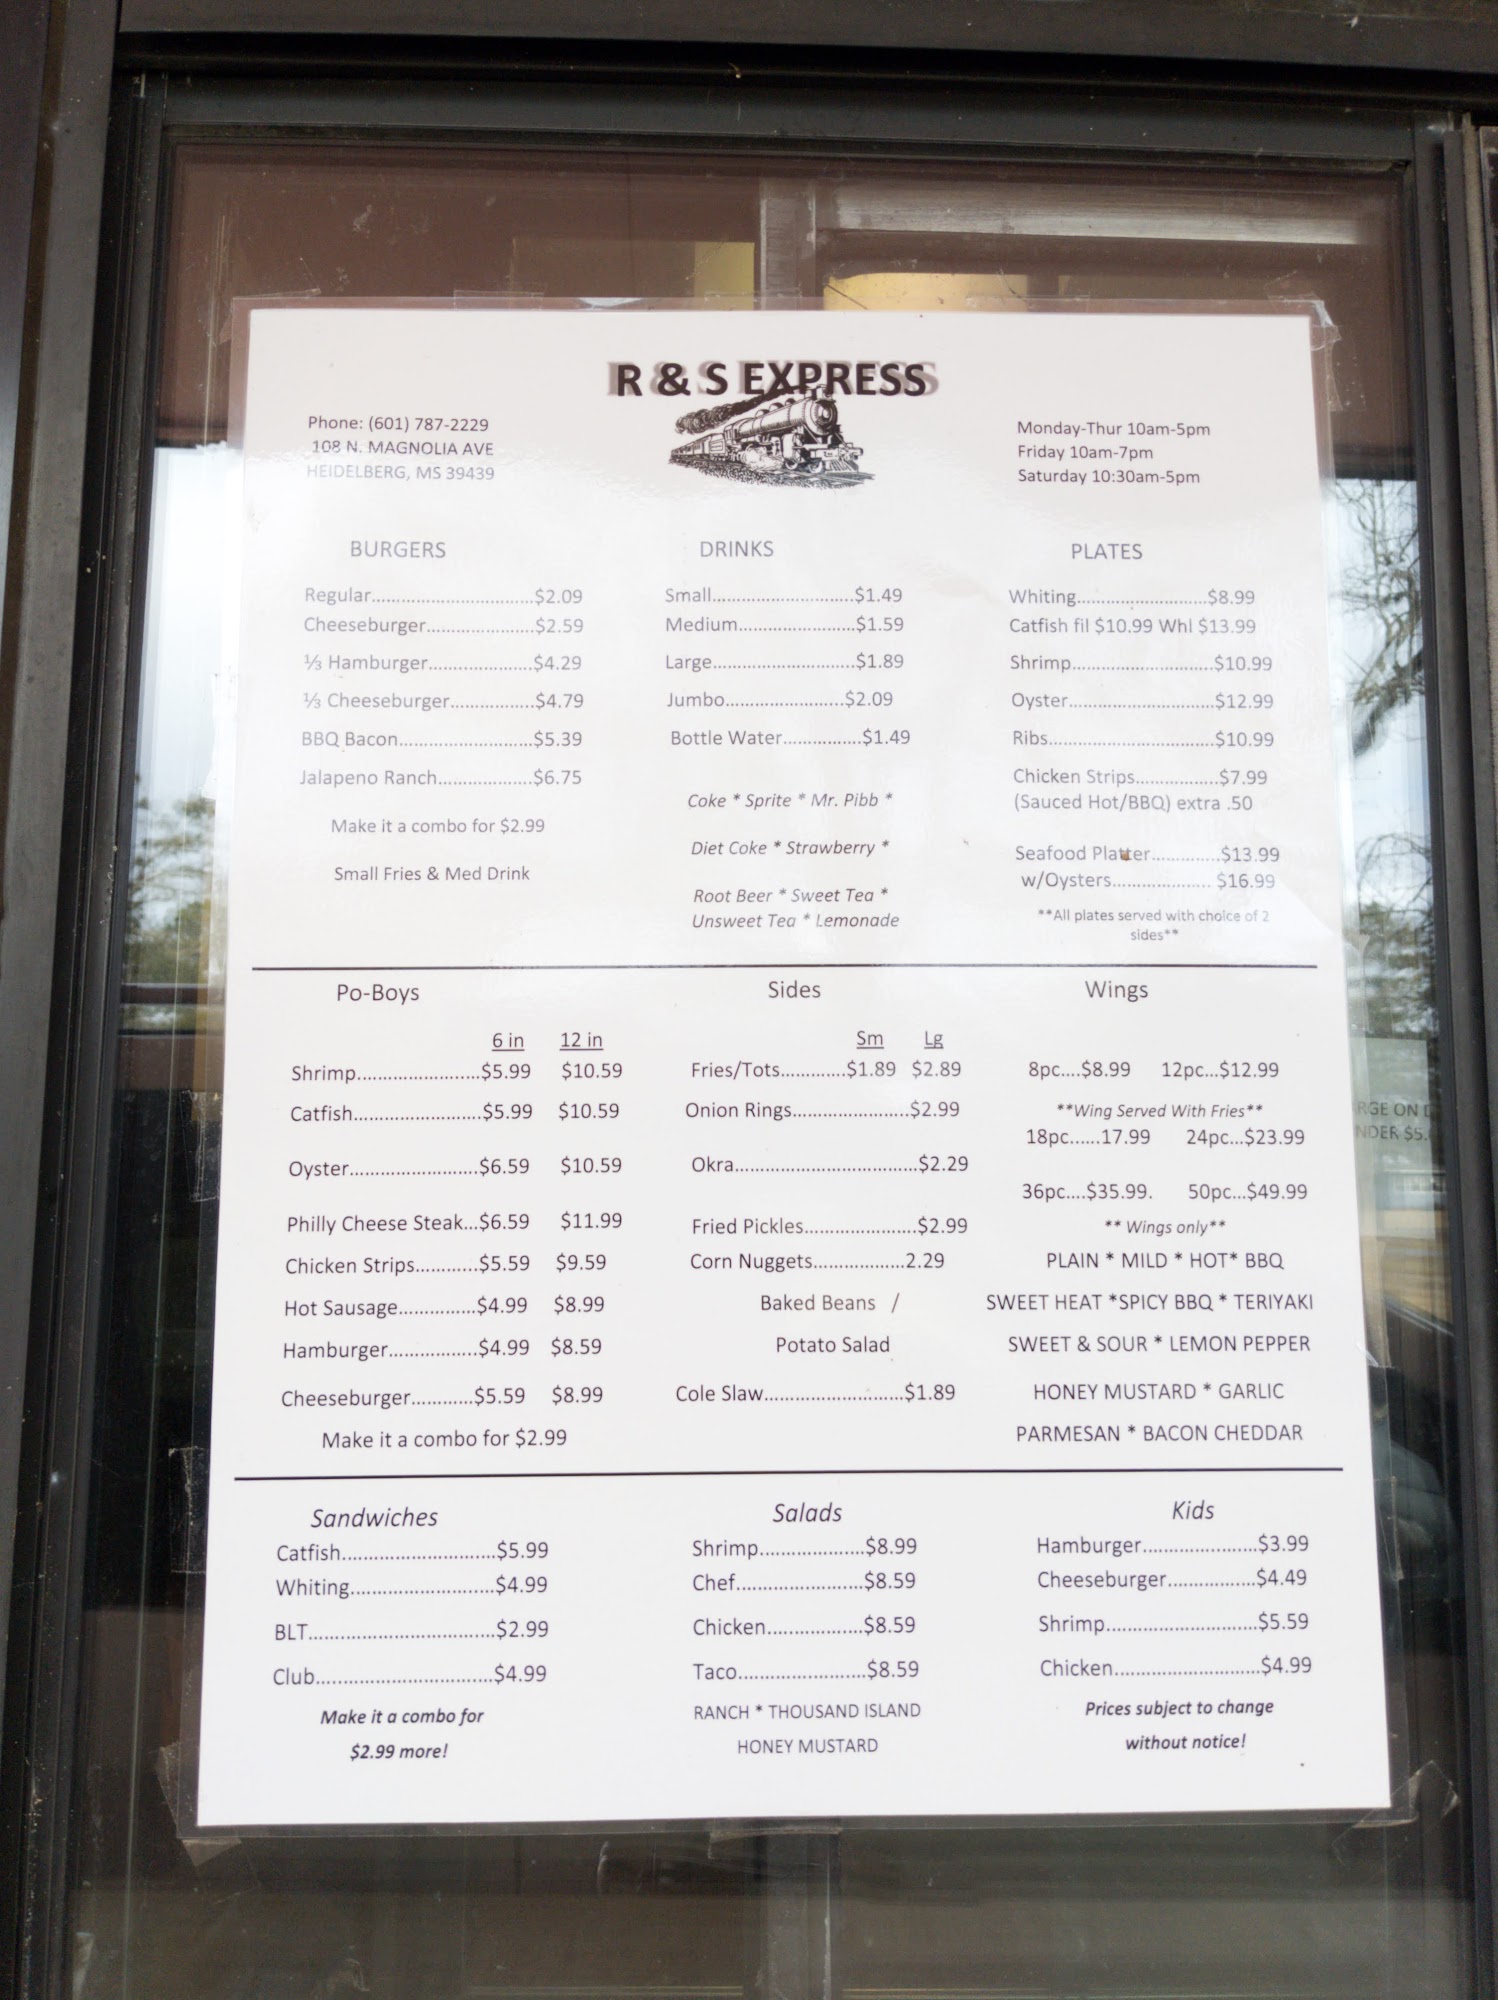 R & S EXPRESS
Phone: (601) 787-2229
108 N. MAGNOLIA AVE
HEIDELBERG, MS 39439
Monday-Thur 10am-5pm
Friday 10am-7pm
Saturday 10:30am-5pm
BURGERS
Regular..................................$2.09
Cheeseburger......................$2.59
⅓ Hamburger.....................$4.29
⅓ Cheeseburger.................$4.79
BBQ Bacon...........................$5.39
Jalapeno Ranch...................$6.75
Make it a combo for $2.99
Small Fries & Med Drink
DRINKS
Small.............................$1.49
Medium........................$1.59
Large.............................$1.89
Jumbo.........................$2.09
Bottle Water................$1.49
Coke * Sprite * Mr. Pibb *
Diet Coke * Strawberry *
Root Beer * Sweet Tea *
Unsweet Tea * Lemonade
PLATES
Whiting...........................$8.99
Catfish fil $10.99 Whl $13.99
Shrimp.............................$10.99
Oyster..............................$12.99
Ribs..................................$10.99
Chicken Strips.................$7.99
(Sauced Hot/BBQ) extra .50
Seafood Platter..............$13.99
w/Oysters.................... $16.99
**All plates served with choice of 2
sides**
Po-Boys
6 in 12 in
Shrimp.........................$5.99 $10.59
Catfish..........................$5.99 $10.59
Oyster..........................$6.59 $10.59
Philly Cheese Steak...$6.59 $11.99
Chicken Strips............$5.59 $9.59
Hot Sausage...............$4.99 $8.99
Hamburger.................$4.99 $8.59
Cheeseburger............$5.59 $8.99
Make it a combo for $2.99
Sides
Sm Lg
Fries/Tots.............$1.89 $2.89
Onion Rings.......................$2.99
Okra....................................$2.29
Fried Pickles......................$2.99
Corn Nuggets..................2.29
Baked Beans /
Potato Salad
Cole Slaw...........................$1.89
Wings
8pc....$8.99 12pc...$12.99
**Wing Served With Fries**
18pc......17.99 24pc...$23.99
36pc....$35.99. 50pc...$49.99
** Wings only**
PLAIN * MILD * HOT* BBQ
SWEET HEAT *SPICY BBQ * TERIYAKI
SWEET & SOUR * LEMON PEPPER
HONEY MUSTARD * GARLIC
PARMESAN * BACON CHEDDAR
Sandwiches
Catfish..............................$5.99
Whiting............................$4.99
BLT.....................................$2.99
Club...................................$4.99
Make it a combo for
$2.99 more!
Salads
Shrimp....................$8.99
Chef.........................$8.59
Chicken...................$8.59
Taco.........................$8.59
RANCH * THOUSAND ISLAND
HONEY MUSTARD
Kids
Hamburger......................$3.99
Cheeseburger.................$4.49
Shrimp.............................$5.59
Chicken............................$4.99
Prices subject to change
without notice!